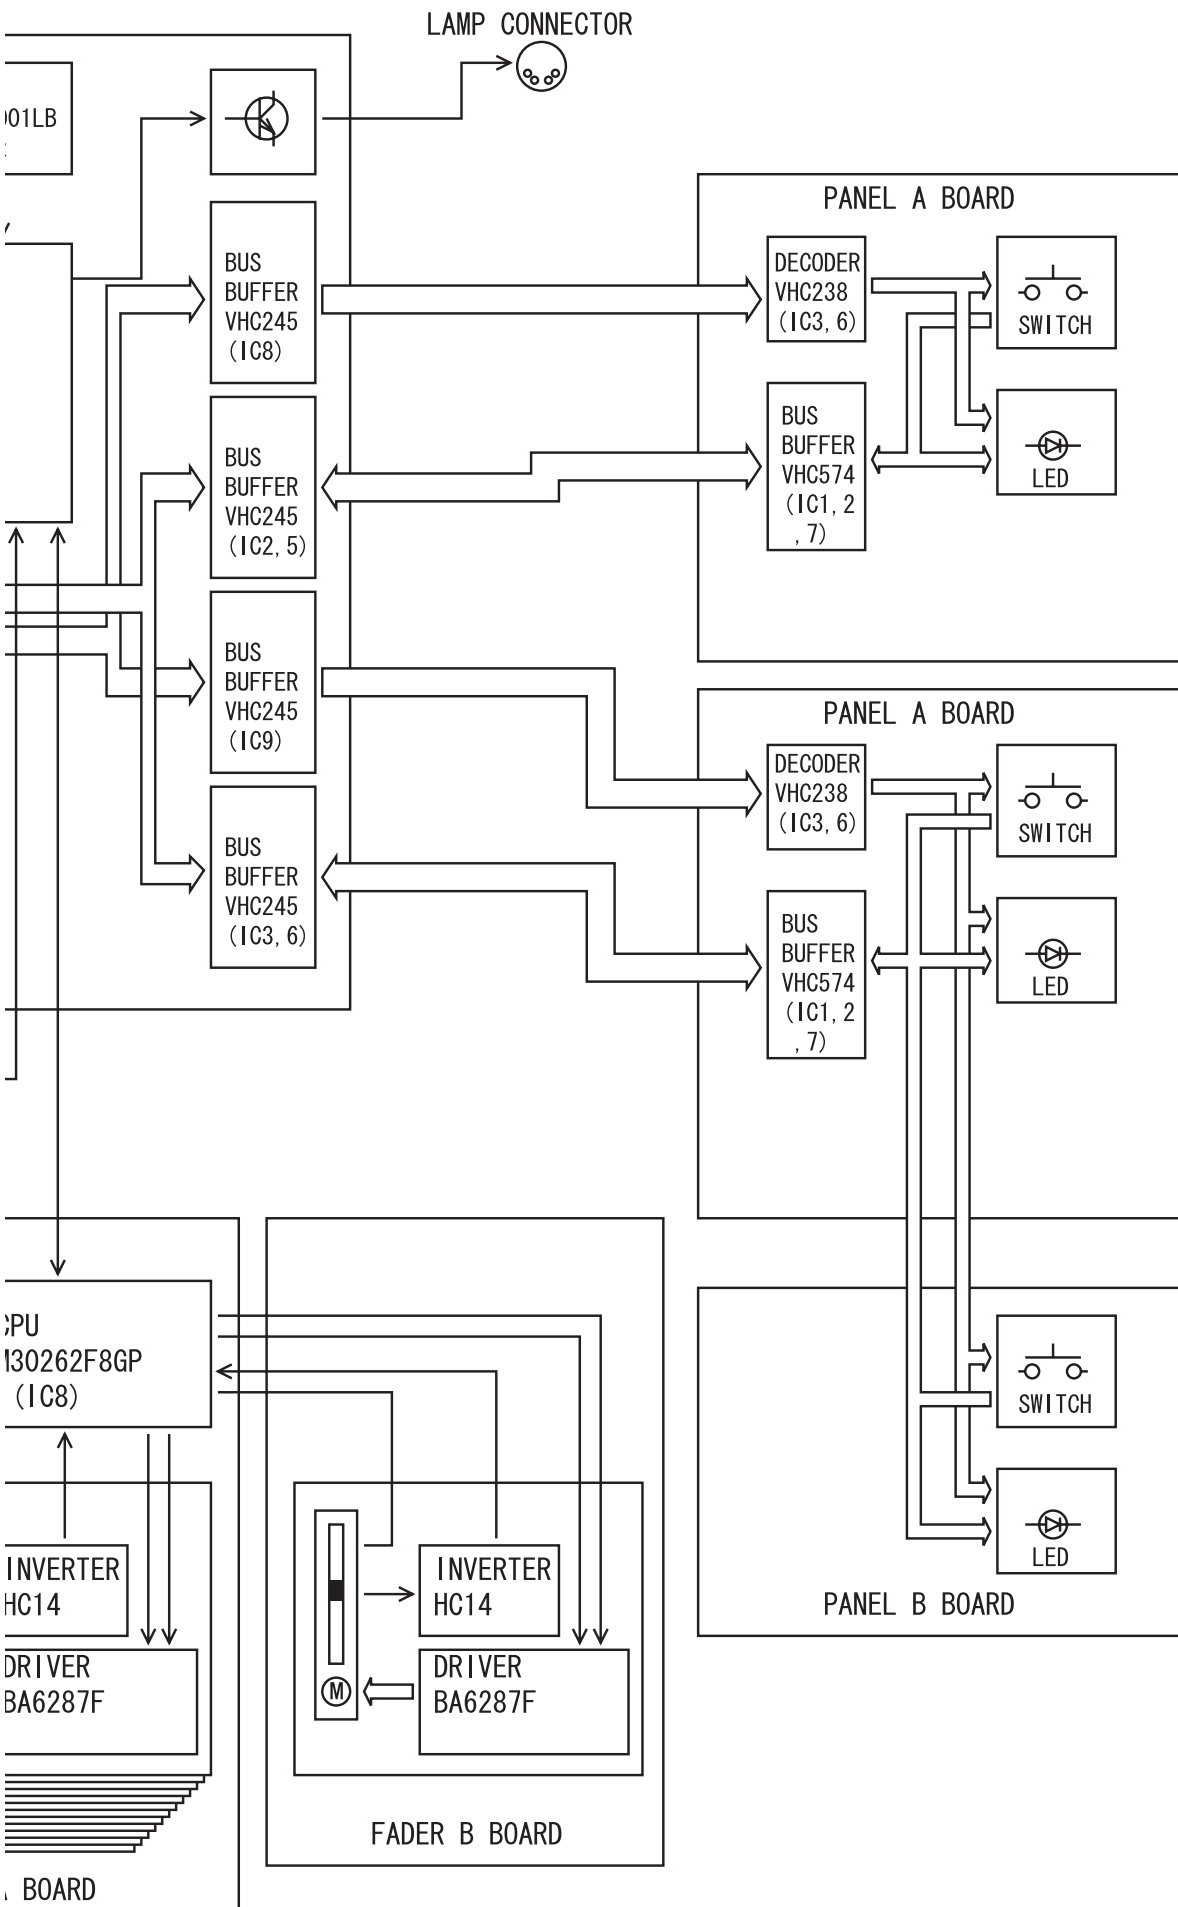 LAMP CONNECTOR
001LB
BUS
BUFFER
VHC245
(IC8)
BUS
BUFFER
VHC245
(IC2,5)
BUS
BUFFER
VHC245
(IC9)
BUS
BUFFER
VHC245
(IC3,6)
PANEL A BOARD
DECODER
VHC238
(IC3,6)
SWITCH
BUS
BUFFER
VHC574
(IC1,2
,7)
LED
PANEL A BOARD
DECODER
VHC238
(IC3,6)
SWITCH
BUS
BUFFER
VHC574
(IC1,2
,7)
LED
SWITCH
LED
PANEL B BOARD
CPU
M30262F8GP
(IC8)
INVERTER
HC14
DRIVER
BA6287F
BOARD
INVERTER
HC14
DRIVER
BA6287F
M
FADER B BOARD